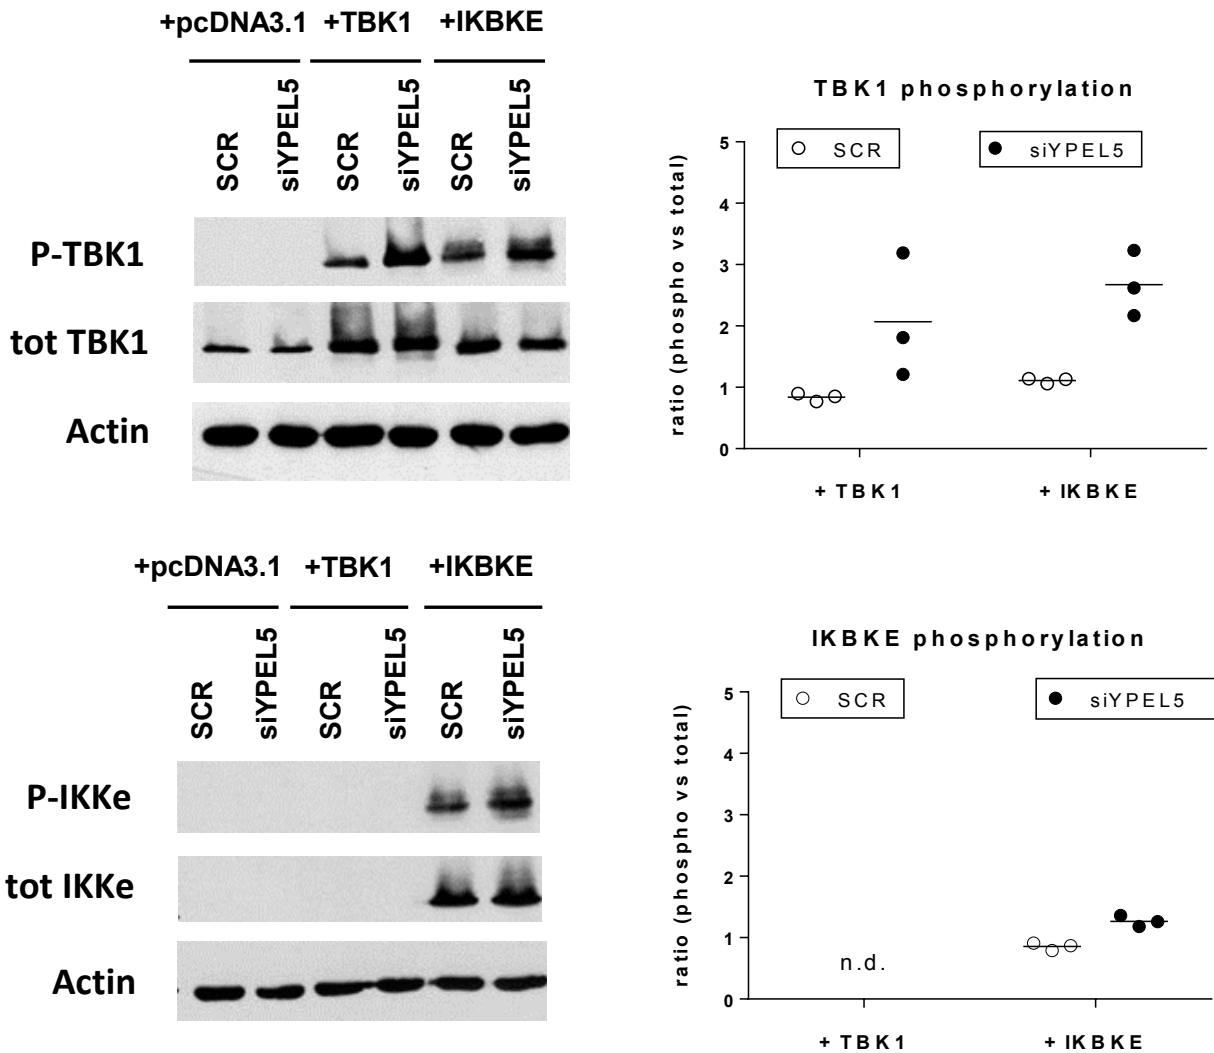 +pcDNA3.1 +TBK1 +IKBKE
SCR siYPEL5 SCR siYPEL5 SCR siYPEL5
P-TBK1
tot TBK1
Actin
TBK1 phosphorylation
SCR siYPEL5
ratio (phospho vs total)
5
4
3
2
1
0
+ TBK1 + IKBKE
+pcDNA3.1 +TBK1 +IKBKE
SCR siYPEL5 SCR siYPEL5 SCR siYPEL5
P-IKKe
tot IKKe
Actin
IKBKE phosphorylation
SCR siYPEL5
ratio (phospho vs total)
5
4
3
2
1
0
n.d.
+ TBK1 + IKBKE